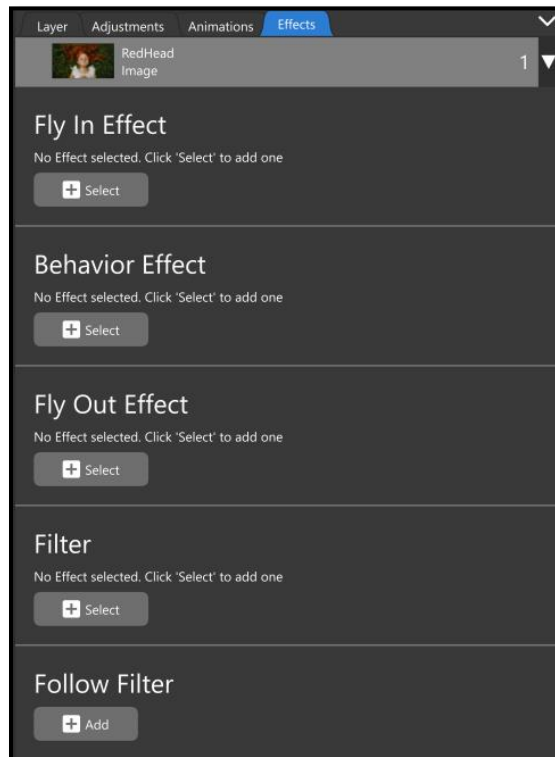 Layer Adjustments Animations Effects
RedHead
Image
1
Fly In Effect
No Effect selected. Click 'Select' to add one
Select
Behavior Effect
No Effect selected. Click 'Select' to add one
Select
Fly Out Effect
No Effect selected. Click 'Select' to add one
Select
Filter
No Effect selected. Click 'Select' to add one
Select
Follow Filter
Add